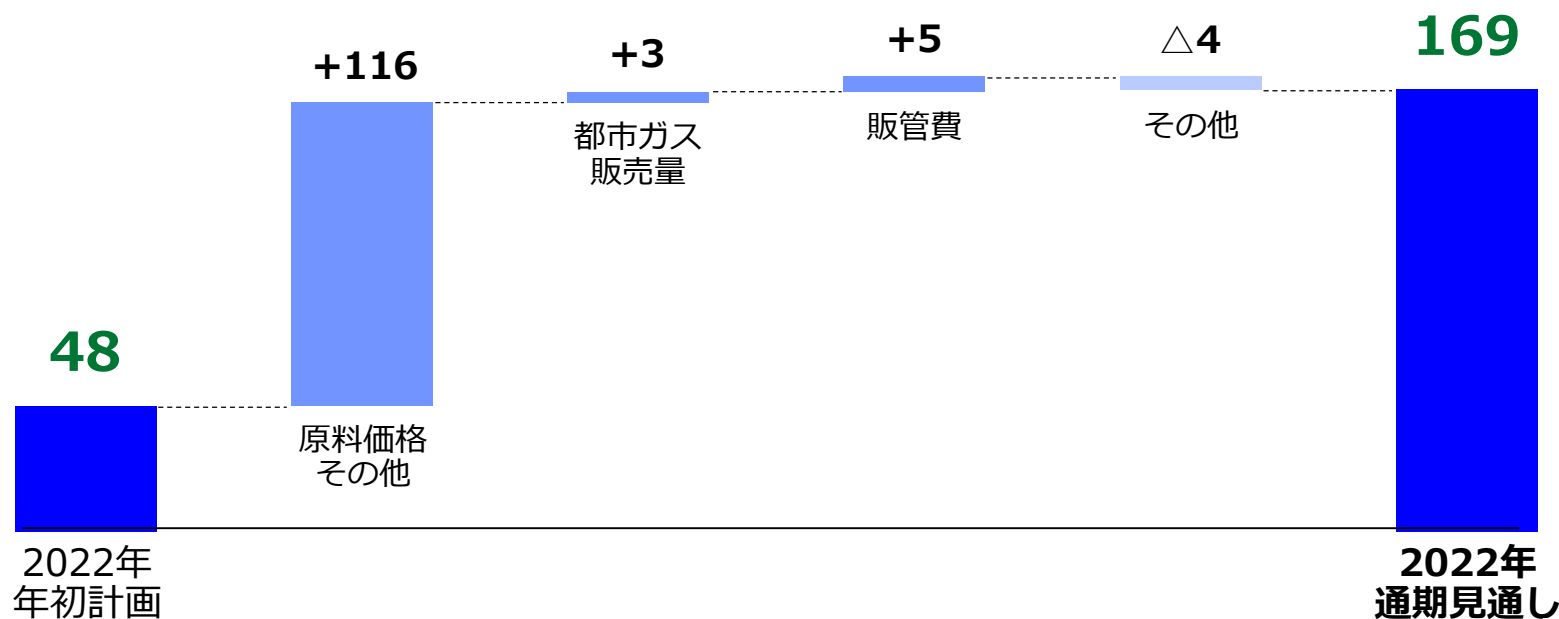 48
2022年
年初計画
+116
原料価格
その他
+3
都市ガス
販売量
+5
販管費
△4
その他
169
2022年
通期見通し